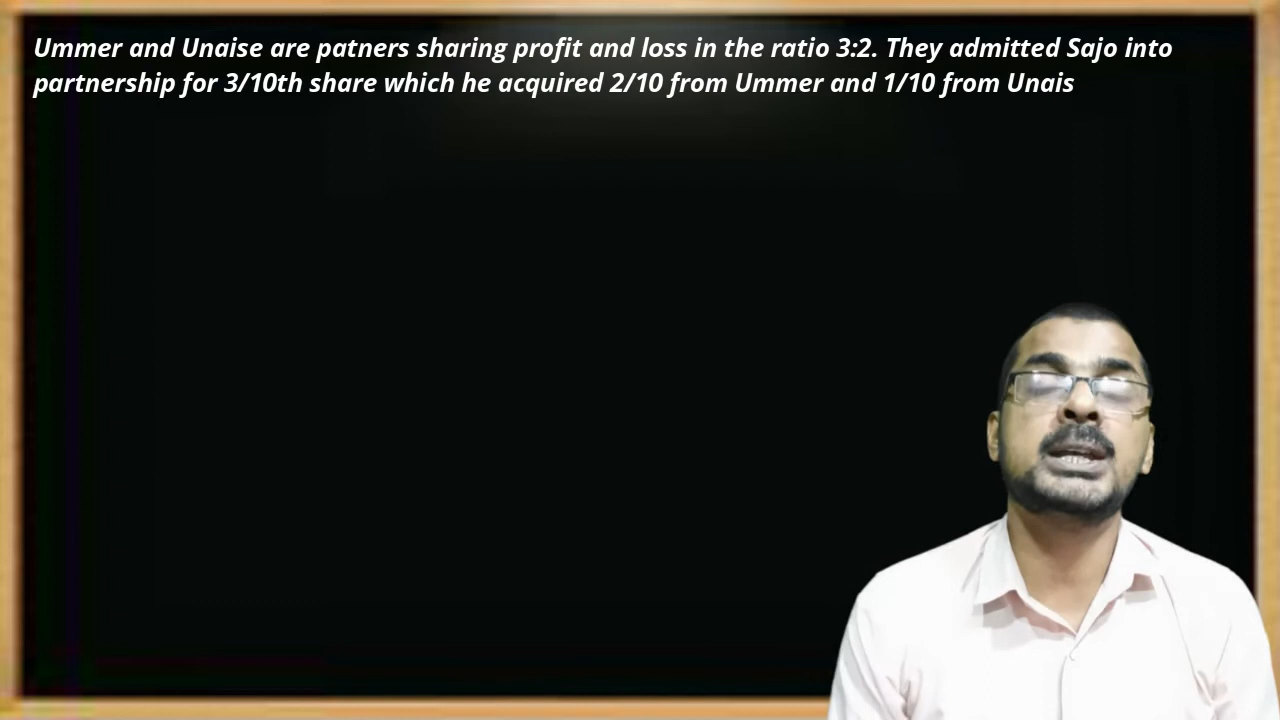 Ummer and Unaise are patners sharing profit and loss in the ratio 3:2. They admitted Sajo into
partnership for 3/10th share which he acquired 2/10 from Ummer and 1/10 from Unais